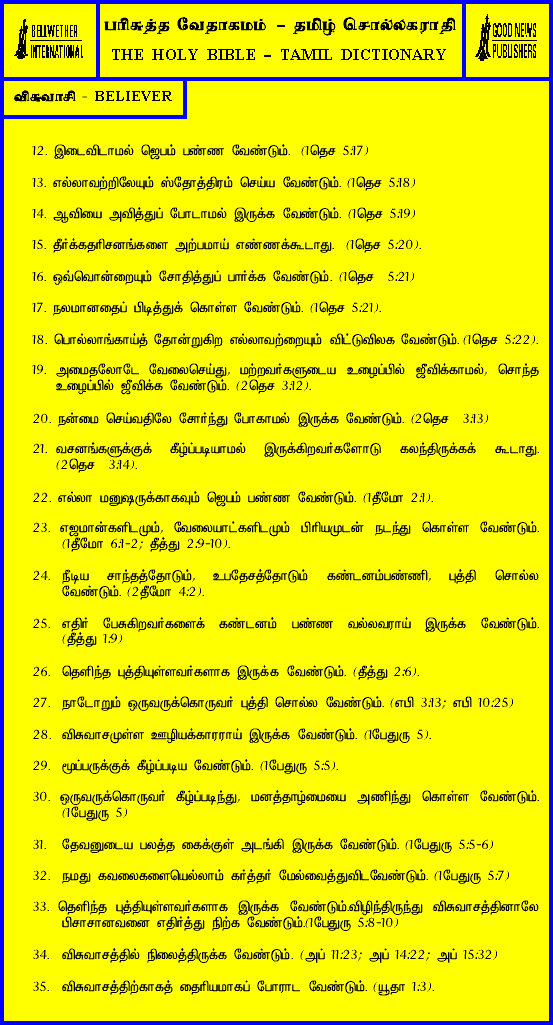 BELLWETHER
INTERNATIONAL
பரிசுத்த வேதாகமம் - தமிழ் சொல்லகராதி
THE HOLY BIBLE - TAMIL DICTIONARY
GOOD NEWS
PUBLISHERS
விசுவாசி - BELIEVER
12. இடைவிடாமல் ஜெபம் பண்ண வேண்டும். (1தெச 5:17)
13. எல்லாவற்றிலேயும் ஸ்தோத்திரம் செய்ய வேண்டும். (1தெச 5:18)
14. ஆவியை அவித்துப் போடாமல் இருக்க வேண்டும். (1தெச 5:19)
15. தீர்க்கதரிசனங்களை அற்பமாய் எண்ணக்கூடாது. (1தெச 5:20).
16. ஒவ்வொன்றையும் சோதித்துப் பார்க்க வேண்டும். (1தெச 5:21)
17. நலமானதைப் பிடித்துக் கொள்ள வேண்டும். (1தெச 5:21).
18. பொல்லாங்காய்த் தோன்றுகிற எல்லாவற்றையும் விட்டுவிலக வேண்டும். (1தெச 5:22).
19. அமைதலோடே வேலைசெய்து, மற்றவர்களுடைய உழைப்பில் ஜீவிக்காமல், சொந்த
உழைப்பில் ஜீவிக்க வேண்டும். (2தெச 3:12).
20. நன்மை செய்வதிலே சோர்ந்து போகாமல் இருக்க வேண்டும். (2தெச 3:13)
21. வசனங்களுக்குக் கீழ்ப்படியாமல் இருக்கிறவர்களோடு கலந்திருக்கக் கூடாது.
(2தெச 3:14).
22. எல்லா மனுஷருக்காகவும் ஜெபம் பண்ண வேண்டும். (1தீமோ 2:1).
23. எஜமான்களிடமும், வேலையாட்களிடமும் பிரியமுடன் நடந்து கொள்ள வேண்டும்.
(1தீமோ 6:1-2; தீத்து 2:9-10).
24. நீடிய சாந்தத்தோடும், உபதேசத்தோடும் கண்டனம்பண்ணி, புத்தி சொல்ல
வேண்டும். (2தீமோ 4:2).
25. எதிர் பேசுகிறவர்களைக் கண்டனம் பண்ண வல்லவராய் இருக்க வேண்டும்.
(தீத்து 1:9)
26. தெளிந்த புத்தியுள்ளவர்களாக இருக்க வேண்டும். (தீத்து 2:6).
27. நாடோறும் ஒருவருக்கொருவர் புத்தி சொல்ல வேண்டும். (எபி 3:13; எபி 10:25)
28. விசுவாசமுள்ள ஊழியக்காரராய் இருக்க வேண்டும். (1பேதுரு 5).
29. மூப்பருக்குக் கீழ்ப்படிய வேண்டும். (1பேதுரு 5:5).
30. ஒருவருக்கொருவர் கீழ்ப்படிந்து, மனத்தாழ்மையை அணிந்து கொள்ள வேண்டும்.
(1பேதுரு 5)
31. தேவனுடைய பலத்த கைக்குள் அடங்கி இருக்க வேண்டும். (1பேதுரு 5:5-6)
32. நமது கவலைகளையெல்லாம் கர்த்தர் மேல்வைத்துவிடவேண்டும். (1பேதுரு 5:7)
33. தெளிந்த புத்தியுள்ளவர்களாக இருக்க வேண்டும்.விழிந்திருந்து விசுவாசத்தினாலே
பிசாசானவனை எதிர்த்து நிற்க வேண்டும்.(1பேதுரு 5:8-10)
34. விசுவாசத்தில் நிலைத்திருக்க வேண்டும். (அப் 11:23; அப் 14:22; அப் 15:32)
35. விசுவாசத்திற்காகத் தைரியமாகப் போராட வேண்டும். (யூதா 1:3).